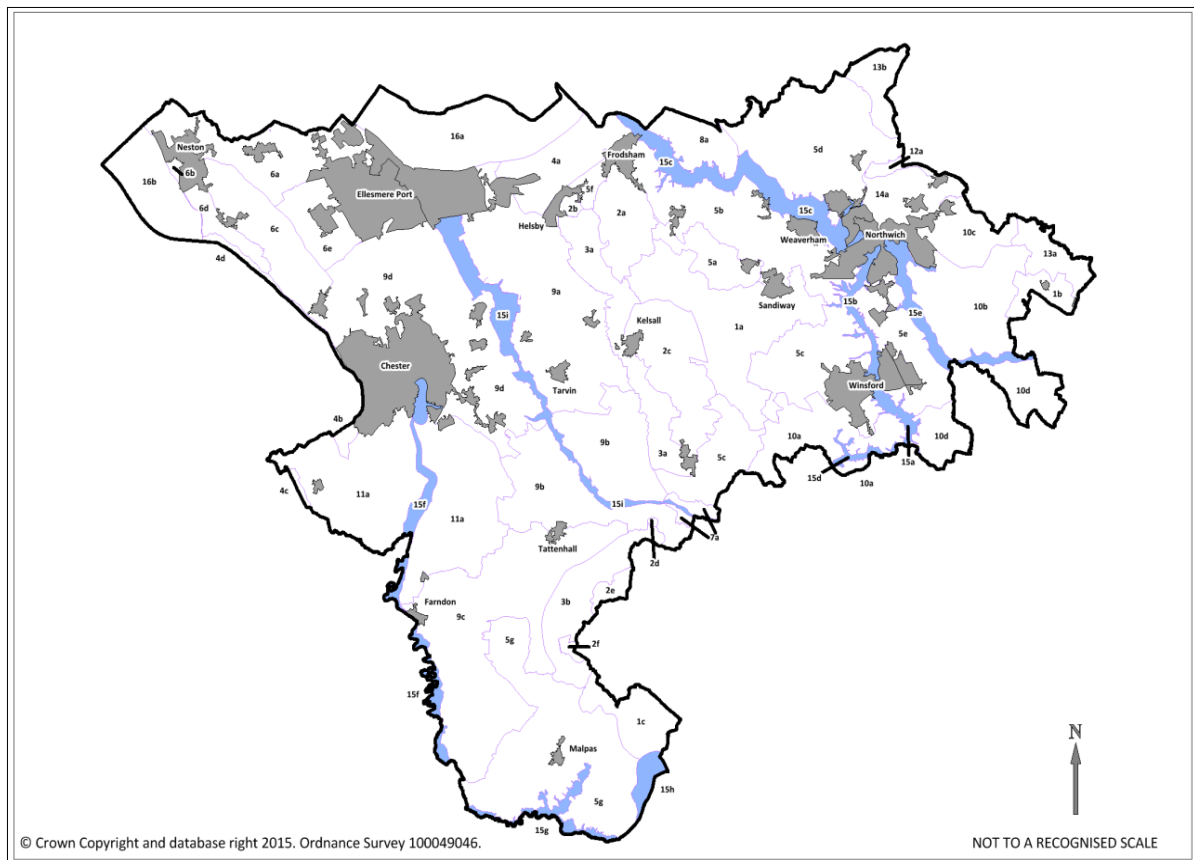 13b
16a
8a
5d
12a
4a
Frodsham
Neston
15c
6b
6a
16b
14a
5f
Ellesmere Port
2b
2a
5b
15c
6d
Helsby
Weaverham
Northwich
6c
10c
6e
3a
4d
13a
5a
9d
9a
1b
Sandiway
15b
10b
15i
15e
Kelsall
1a
5e
2c
5c
Chester
Tarvin
Winsford
9d
10d
4b
9b
3a
5c
10a
10d
15a
15d
10a
4c
11a
9b
15f
15i
11a
7a
Tattenhall
2d
2e
3b
Farndon
9c
5g
2f
15f
1c
N
Malpas
15h
5g
15g
© Crown Copyright and database right 2015. Ordnance Survey 100049046.
NOT TO A RECOGNISED SCALE